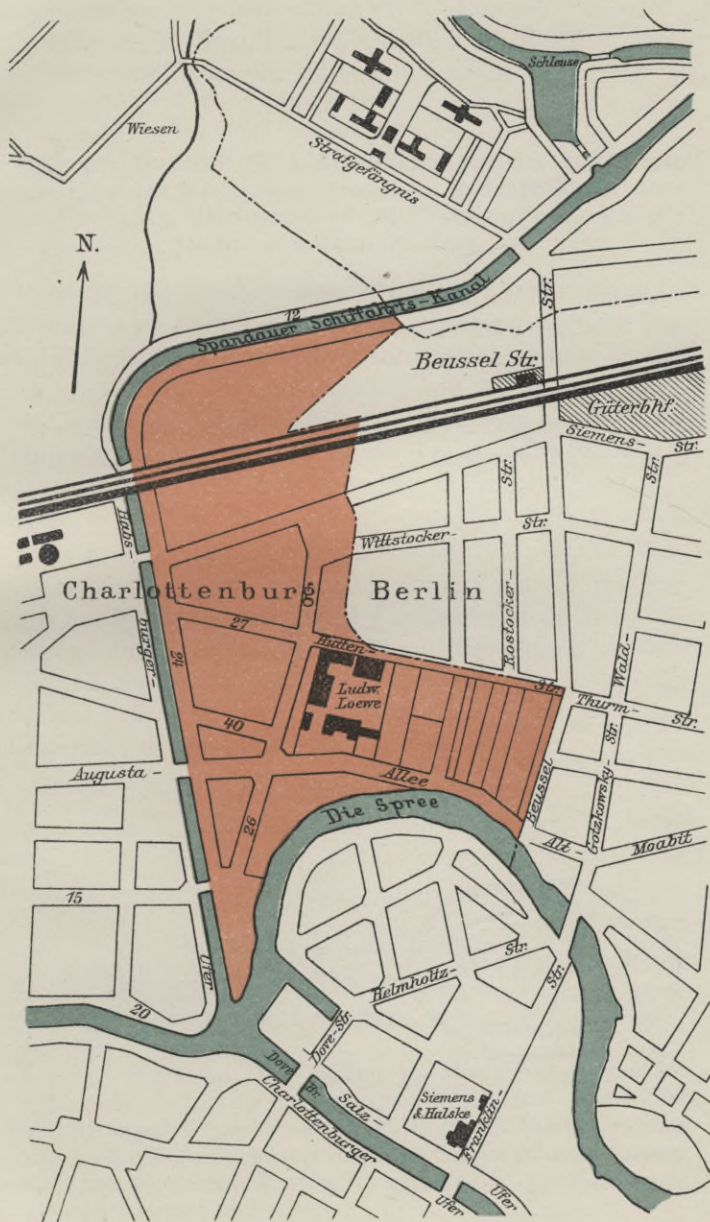 Schleuse
Wiesen
Strafgefängnis
N.
12
Spandauer Schiffahrts-Kanal
Str.
Beussel Str.
Güterbhf.
Siemens-
Str.
Str.
Str.
Habs-
Wittstocker-
Str.
Charlottenburg
Berlin
30
27
burger-
24
Hutten-
Rostocker-
Wald-
Ludw.
Loewe
Str.
Thurm-
Str.
Str.
40
Augusta-
Allee
Die Spree
Beussel
Gotzkowsky-
26
Alt-
Moabit
15
Str.
Ufer
Helmholtz-
Str.
20
Dove-Str.
Dove
Br.
Salz-
Siemens
& Halske
Franklin-
Charlottenburger
Ufer
Ufer